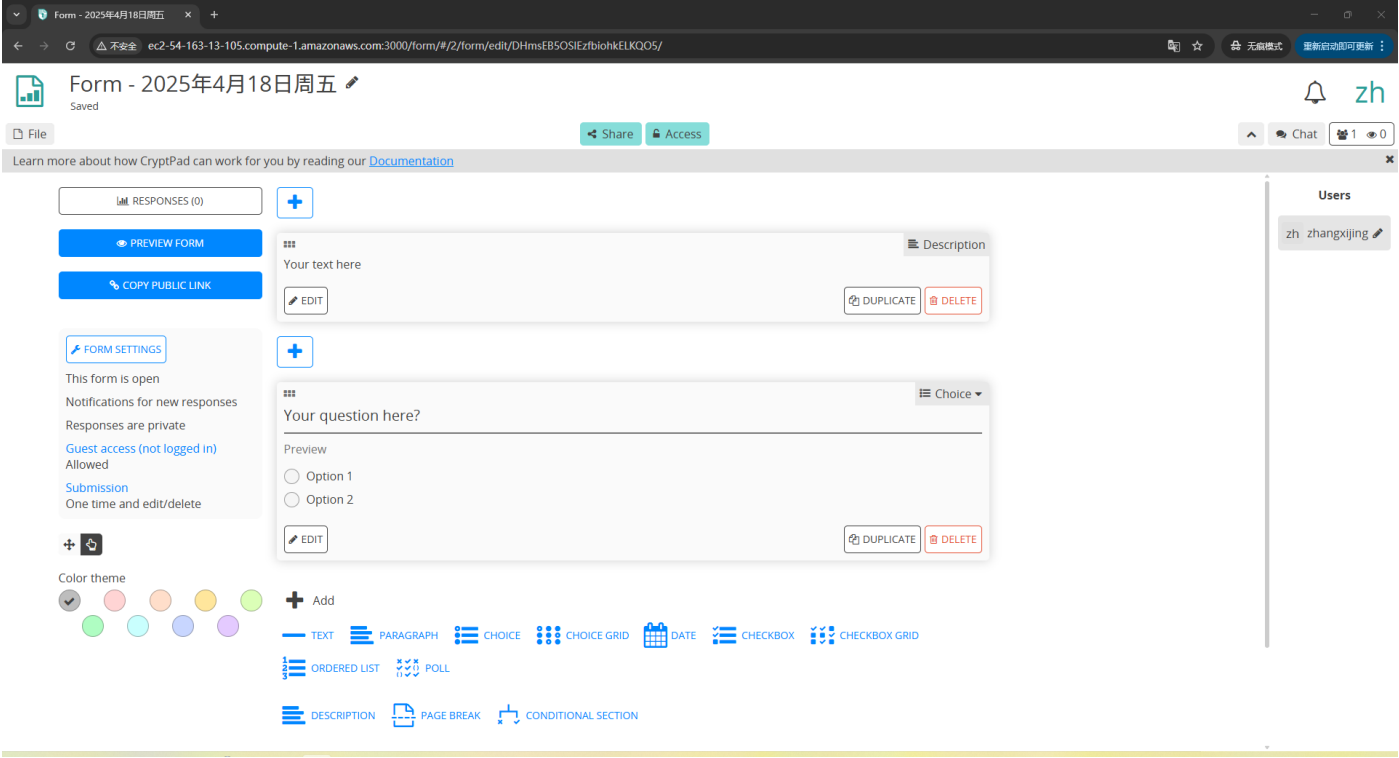 Form - 2025年4月18日周五
不安全 ec2-54-163-13-105.compute-1.amazonaws.com:3000/form/#/2/form/edit/DHmsEB5OSIEzfbiohkELKQO5/ 无痕模式 重新启动即可更新
Form - 2025年4月18日周五
Saved
zh
File Share Access Chat 1 0
Learn more about how CryptPad can work for you by reading our Documentation
RESPONSES (0)
PREVIEW FORM
COPY PUBLIC LINK
FORM SETTINGS
This form is open
Notifications for new responses
Responses are private
Guest access (not logged in)
Allowed
Submission
One time and edit/delete
Color theme
Description
Your text here
EDIT DUPLICATE DELETE
Choice
Your question here?
Preview
Option 1
Option 2
EDIT DUPLICATE DELETE
Add
TEXT PARAGRAPH CHOICE CHOICE GRID DATE CHECKBOX CHECKBOX GRID
ORDERED LIST POLL
DESCRIPTION PAGE BREAK CONDITIONAL SECTION
Users
zh zhangxijing